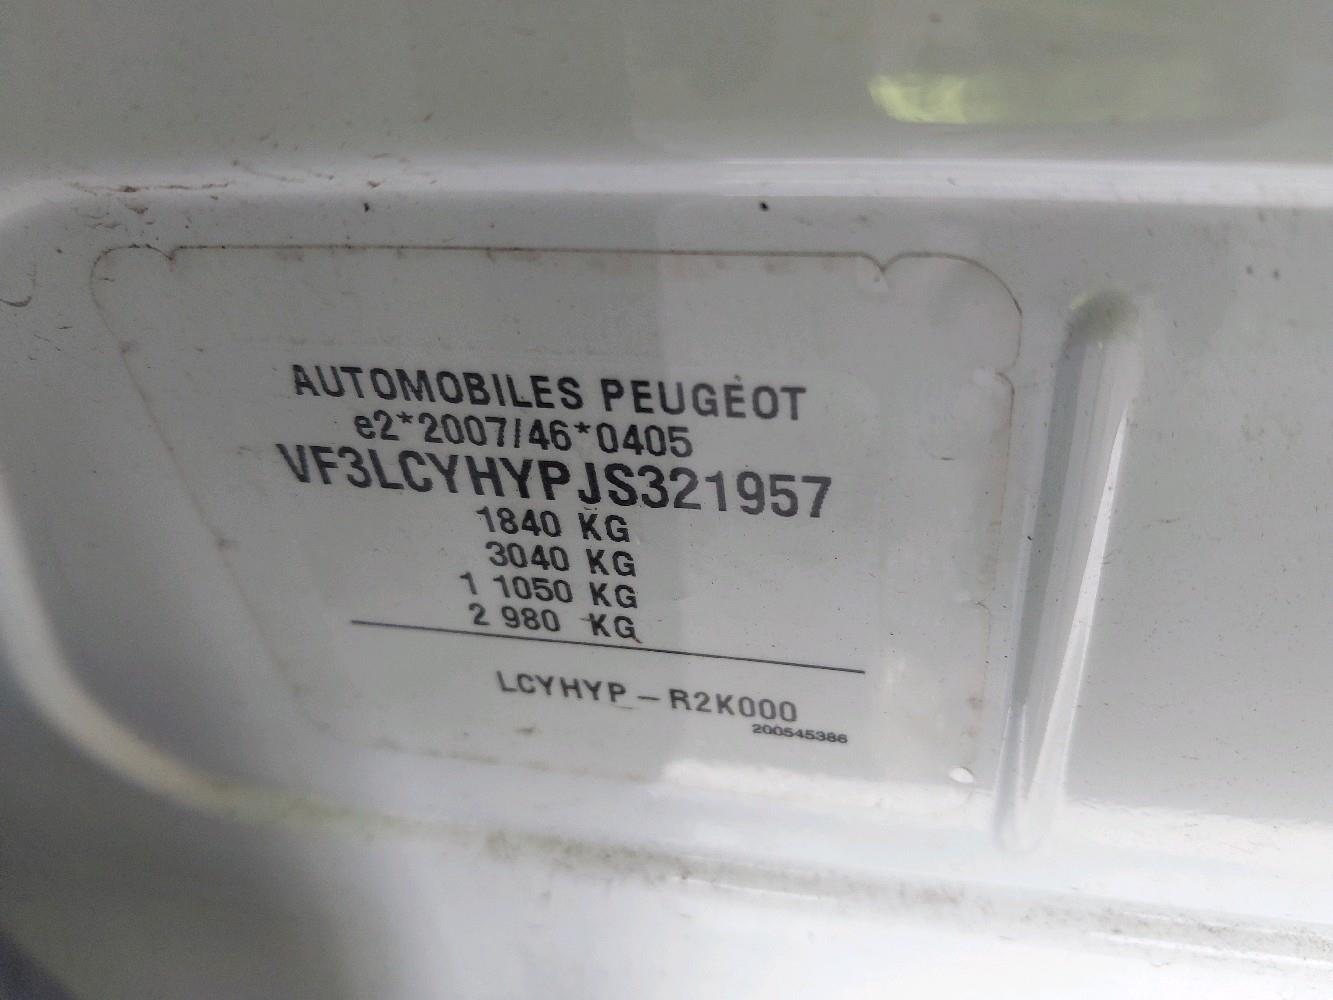 AUTOMOBILES PEUGEOT
e2*2007/46*0405
VF3LCYHYPJS321957
1840 KG
3040 KG
1 1050 KG
2 980 KG
LCYHYP - R2K000
200545386